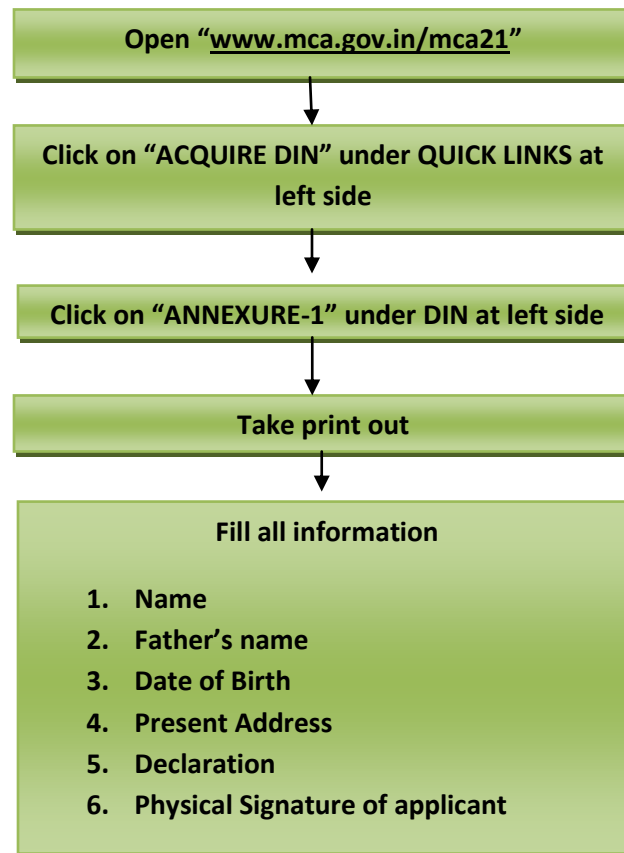 Open “www.mca.gov.in/mca21”
Click on “ACQUIRE DIN” under QUICK LINKS at
left side
Click on “ANNEXURE-1” under DIN at left side
Take print out
Fill all information
1. Name
2. Father’s name
3. Date of Birth
4. Present Address
5. Declaration
6. Physical Signature of applicant